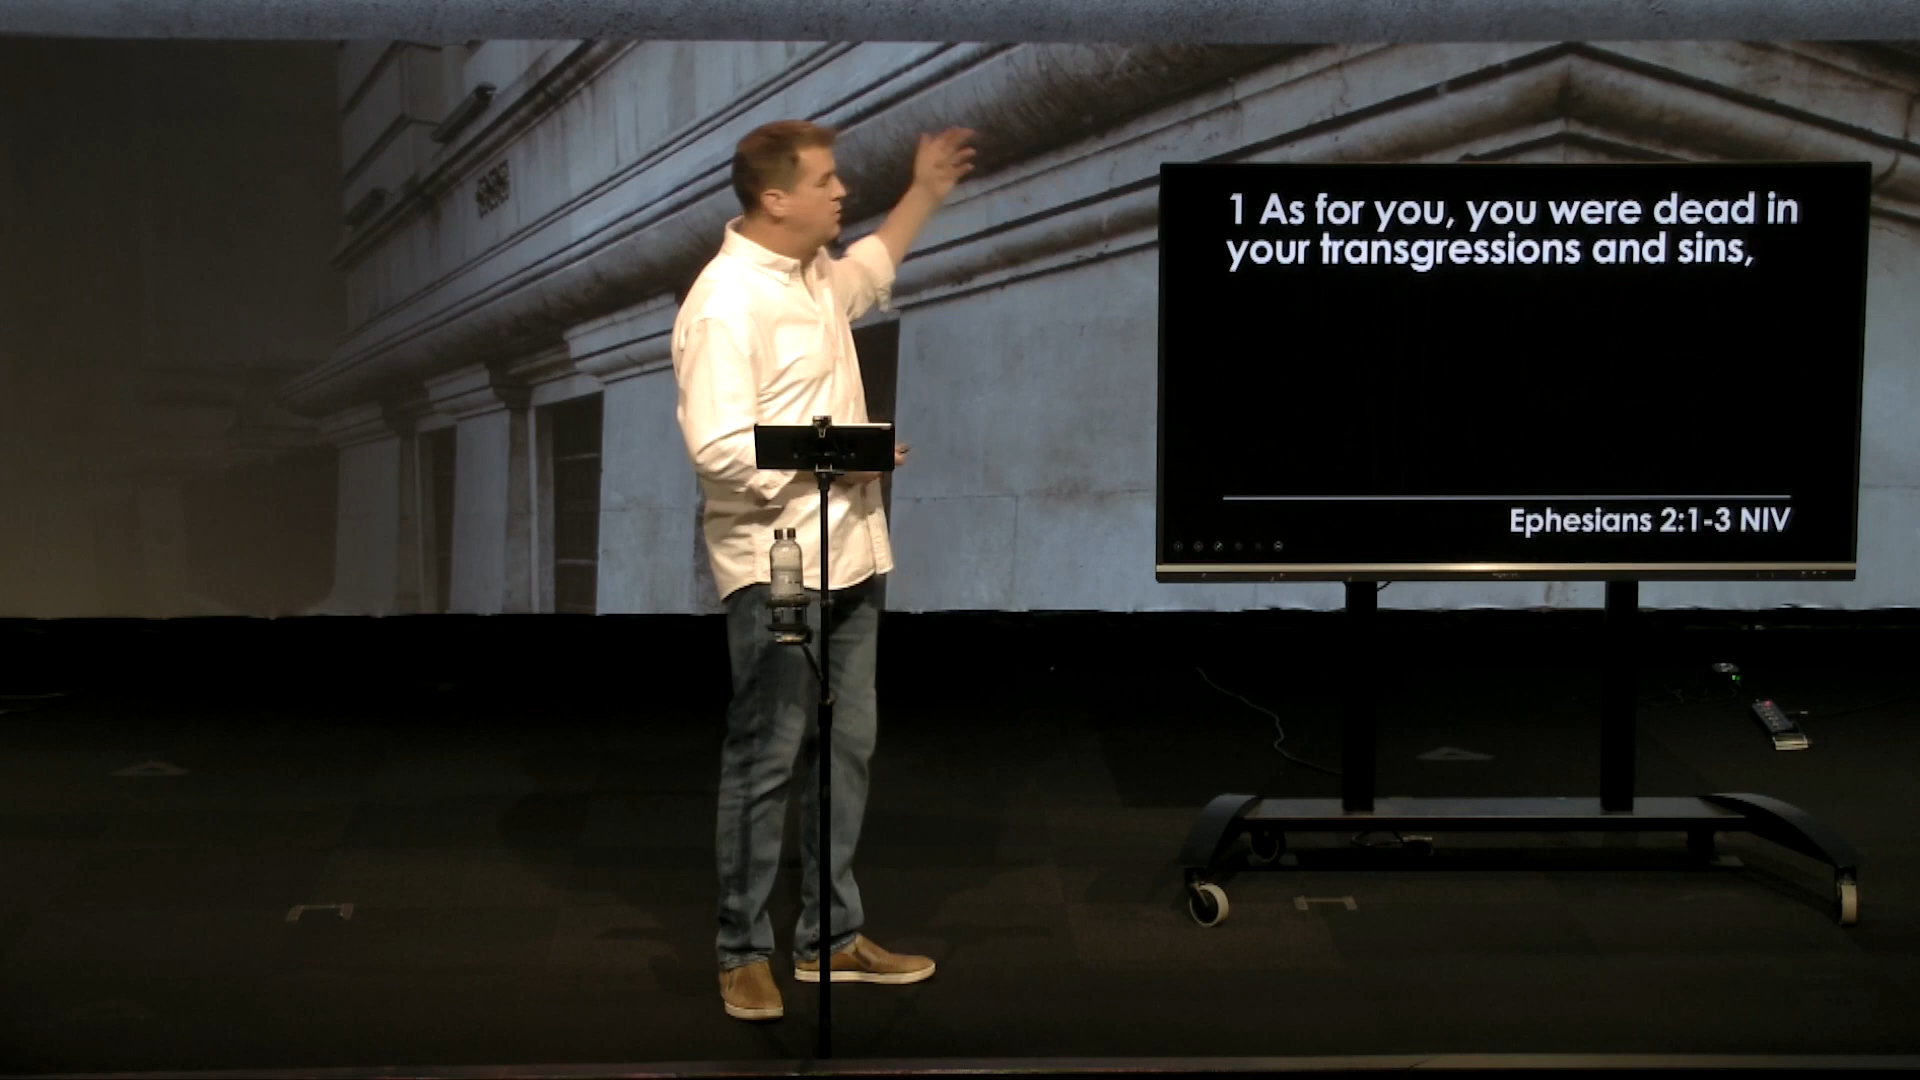 1 As for you, you were dead in
your transgressions and sins,
Ephesians 2:1-3 NIV